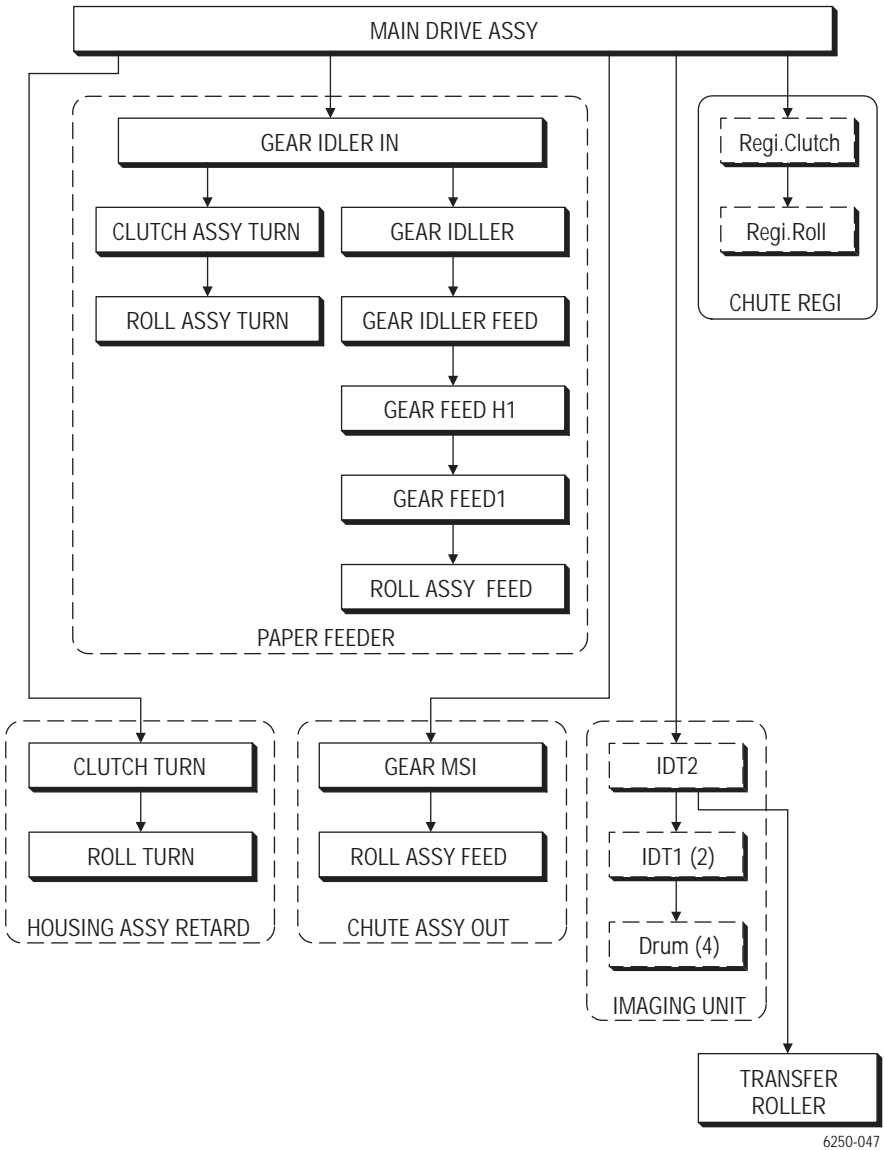 MAIN DRIVE ASSY
GEAR IDLER IN
CLUTCH ASSY TURN
GEAR IDLLER
ROLL ASSY TURN
GEAR IDLLER FEED
GEAR FEED H1
GEAR FEED1
ROLL ASSY FEED
PAPER FEEDER
Regi.Clutch
Regi.Roll
CHUTE REGI
CLUTCH TURN
ROLL TURN
HOUSING ASSY RETARD
GEAR MSI
ROLL ASSY FEED
CHUTE ASSY OUT
IDT2
IDT1 (2)
Drum (4)
IMAGING UNIT
TRANSFER
ROLLER
6250-047